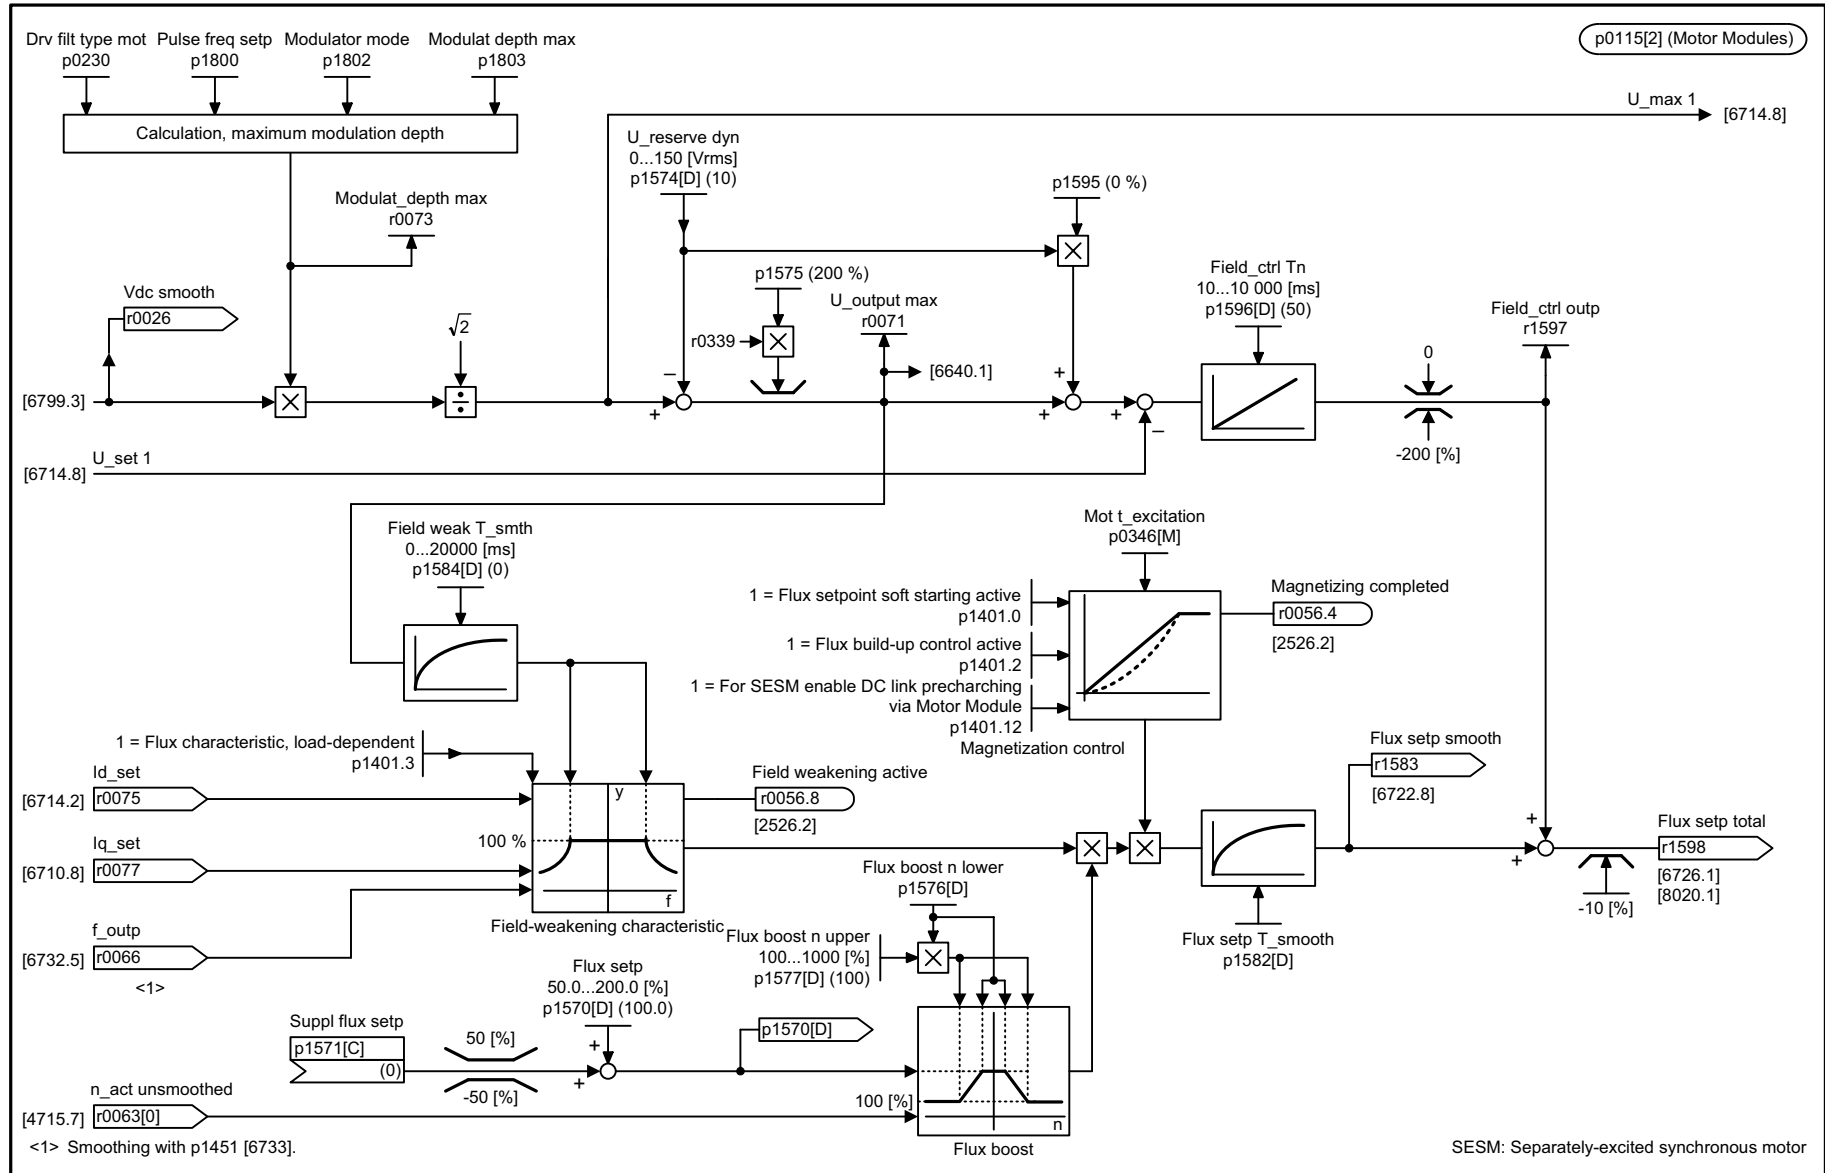 Drv filt type mot
p0230
Pulse freq setp
p1800
Modulator mode
p1802
Modulat depth max
p1803
p0115[2] (Motor Modules)
Calculation, maximum modulation depth
U_max 1
[6714.8]
U_reserve dyn
0...150 [Vrms]
p1574[D] (10)
p1595 (0 %)
Modulat_depth max
r0073
Vdc smooth
r0026
√2
p1575 (200 %)
r0339
U_output max
r0071
[6640.1]
Field_ctrl Tn
10...10 000 [ms]
p1596[D] (50)
Field_ctrl outp
r1597
0
-200 [%]
[6799.3]
×
÷
×
×
+
–
+
+
+
–
U_set 1
[6714.8]
Field weak T_smth
0...20000 [ms]
p1584[D] (0)
Mot t_excitation
p0346[M]
1 = Flux setpoint soft starting active
p1401.0
1 = Flux build-up control active
p1401.2
1 = For SESM enable DC link precharching
via Motor Module
p1401.12
Magnetization control
Magnetizing completed
r0056.4
[2526.2]
1 = Flux characteristic, load-dependent
p1401.3
Id_set
[6714.2]
r0075
Iq_set
[6710.8]
r0077
f_outp
[6732.5]
r0066
<1>
100 %
y
f
Field-weakening characteristic
Field weakening active
r0056.8
[2526.2]
×
×
Flux setp smooth
r1583
[6722.8]
Flux setp T_smooth
p1582[D]
+
+
-10 [%]
Flux setp total
r1598
[6726.1]
[8020.1]
Flux boost n lower
p1576[D]
Flux boost n upper
100...1000 [%]
p1577[D] (100)
×
Flux setp
50.0...200.0 [%]
p1570[D] (100.0)
Suppl flux setp
p1571[C]
(0)
50 [%]
-50 [%]
+
+
p1570[D]
n_act unsmoothed
[4715.7]
r0063[0]
100 [%]
n
Flux boost
<1> Smoothing with p1451 [6733].
SESM: Separately-excited synchronous motor